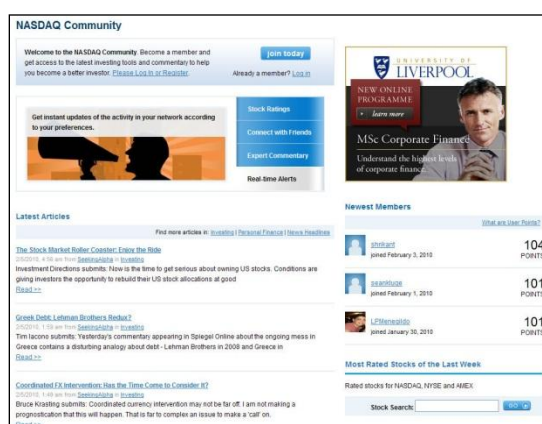 NASDAQ Community
Welcome to the NASDAQ Community. Become a member and
get access to the latest investing tools and commentary to help
you become a better investor. Please Log In or Register.
join today
Already a member? Log in
Get instant updates of the activity in your network according
to your preferences.
Stock Ratings
Connect with Friends
Expert Commentary
Real-time Alerts
UNIVERSITY OF
LIVERPOOL
NEW ONLINE
PROGRAMME
learn more
MSc Corporate Finance
Understand the highest levels
of corporate finance.
Latest Articles
Find more articles in: Investing | Personal Finance | News Headlines
The Stock Market Roller Coaster: Enjoy the Ride
2/5/2010, 4:56 am from SeekingAlpha in Investing
Investment Directions submits: Now is the time to get serious about owning US stocks. Conditions are
giving investors the opportunity to rebuild their US stock allocations at good
Read >>
Greek Debt: Lehman Brothers Redux?
2/5/2010, 1:59 am from SeekingAlpha in Investing
Tim Iacono submits: Yesterday's commentary appearing in Spiegel Online about the ongoing mess in
Greece contains a disturbing analogy about debt - Lehman Brothers in 2008 and Greece in
Read >>
Coordinated FX Intervention: Has the Time Come to Consider It?
2/5/2010, 1:49 am from SeekingAlpha in Investing
Bruce Krasting submits: Coordinated currency intervention may not be far off. I am not making a
prognostication that this will happen. That is far to complex an issue to make a 'call' on.
Read >>
Newest Members
What are User Points?
shrikant
joined February 3, 2010
104
POINTS
seankluge
joined February 1, 2010
101
POINTS
LPMenegildo
joined January 30, 2010
101
POINTS
Most Rated Stocks of the Last Week
Rated stocks for NASDAQ, NYSE and AMEX
Stock Search:
GO